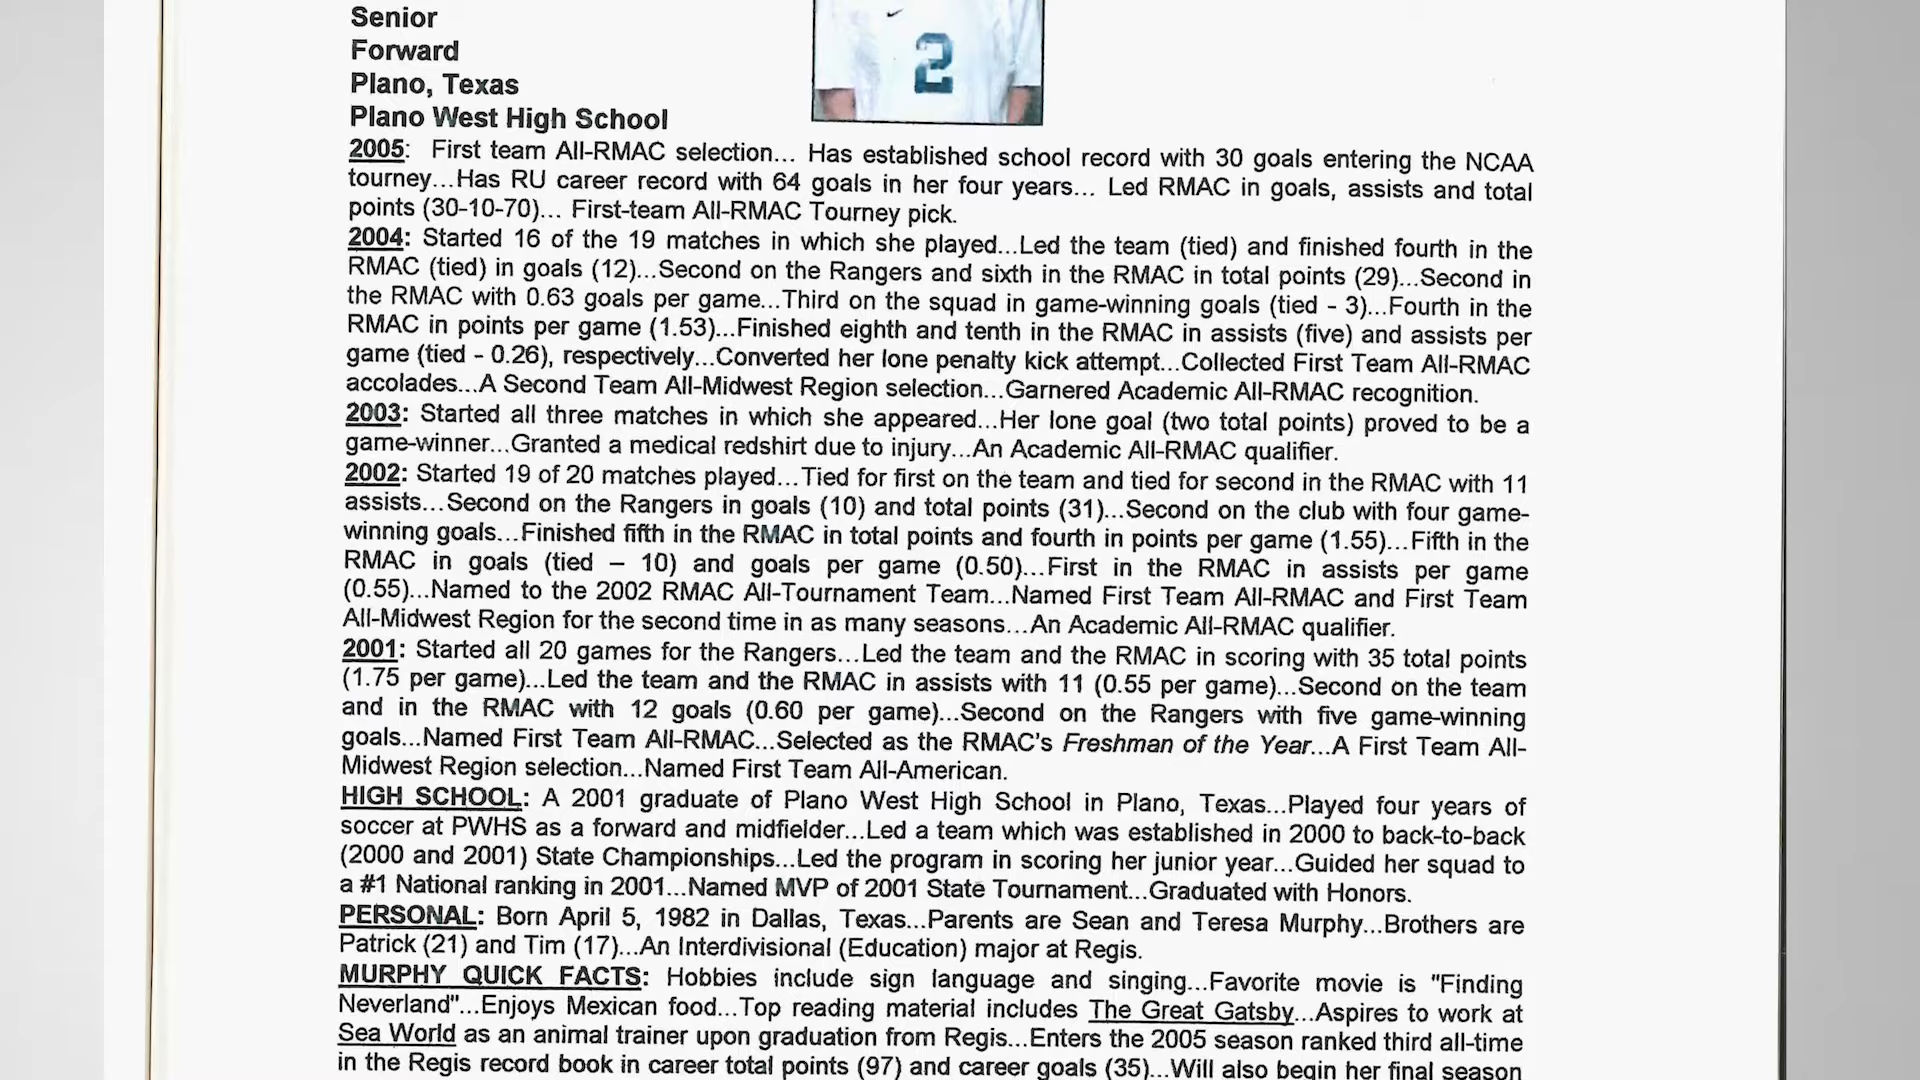 Senior
Forward
2
Plano, Texas
Plano West High School
2005: First team All-RMAC selection... Has established school record with 30 goals entering the NCAA
tourney...Has RU career record with 64 goals in her four years... Led RMAC in goals, assists and total
points (30-10-70)... First-team All-RMAC Tourney pick.
2004: Started 16 of the 19 matches in which she played...Led the team (tied) and finished fourth in the
RMAC (tied) in goals (12)...Second on the Rangers and sixth in the RMAC in total points (29)...Second in
the RMAC with 0.63 goals per game...Third on the squad in game-winning goals (tied - 3)...Fourth in the
RMAC in points per game (1.53)...Finished eighth and tenth in the RMAC in assists (five) and assists per
game (tied - 0.26), respectively...Converted her lone penalty kick attempt...Collected First Team All-RMAC
accolades...A Second Team All-Midwest Region selection...Garnered Academic All-RMAC recognition.
2003: Started all three matches in which she appeared...Her lone goal (two total points) proved to be a
game-winner...Granted a medical redshirt due to injury...An Academic All-RMAC qualifier.
2002: Started 19 of 20 matches played...Tied for first on the team and tied for second in the RMAC with 11
assists...Second on the Rangers in goals (10) and total points (31)...Second on the club with four game-
winning goals...Finished fifth in the RMAC in total points and fourth in points per game (1.55)...Fifth in the
RMAC in goals (tied – 10) and goals per game (0.50)...First in the RMAC in assists per game
(0.55)...Named to the 2002 RMAC All-Tournament Team...Named First Team All-RMAC and First Team
All-Midwest Region for the second time in as many seasons...An Academic All-RMAC qualifier.
2001: Started all 20 games for the Rangers...Led the team and the RMAC in scoring with 35 total points
(1.75 per game)...Led the team and the RMAC in assists with 11 (0.55 per game)...Second on the team
and in the RMAC with 12 goals (0.60 per game)...Second on the Rangers with five game-winning
goals...Named First Team All-RMAC...Selected as the RMAC's Freshman of the Year...A First Team All-
Midwest Region selection...Named First Team All-American.
HIGH SCHOOL: A 2001 graduate of Plano West High School in Plano, Texas...Played four years of
soccer at PWHS as a forward and midfielder...Led a team which was established in 2000 to back-to-back
(2000 and 2001) State Championships...Led the program in scoring her junior year...Guided her squad to
a #1 National ranking in 2001...Named MVP of 2001 State Tournament...Graduated with Honors.
PERSONAL: Born April 5, 1982 in Dallas, Texas...Parents are Sean and Teresa Murphy...Brothers are
Patrick (21) and Tim (17)...An Interdivisional (Education) major at Regis.
MURPHY QUICK FACTS: Hobbies include sign language and singing...Favorite movie is "Finding
Neverland"...Enjoys Mexican food...Top reading material includes The Great Gatsby...Aspires to work at
Sea World as an animal trainer upon graduation from Regis...Enters the 2005 season ranked third all-time
in the Regis record book in career total points (97) and career goals (35)...Will also begin her final season